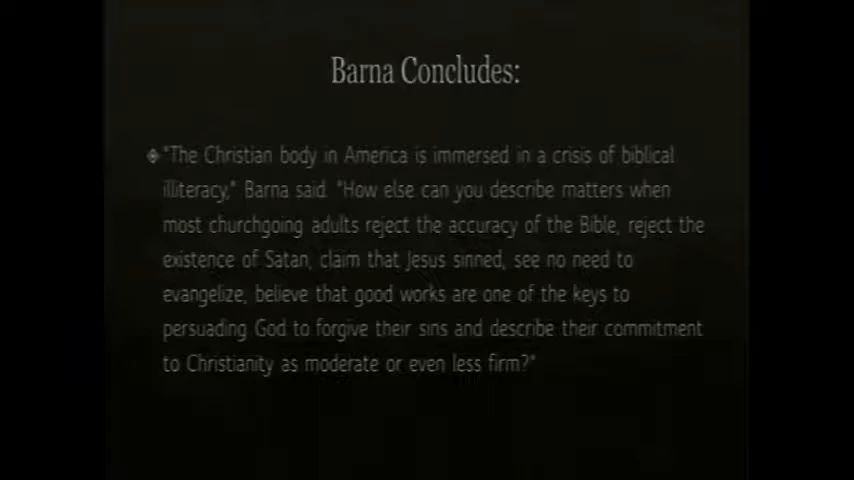 Barna Concludes:
"The Christian body in America is immersed in a crisis of biblical
illiteracy," Barna said. "How else can you describe matters when
most churchgoing adults reject the accuracy of the Bible, reject the
existence of Satan, claim that Jesus sinned, see no need to
evangelize, believe that good works are one of the keys to
persuading God to forgive their sins and describe their commitment
to Christianity as moderate or even less firm?"